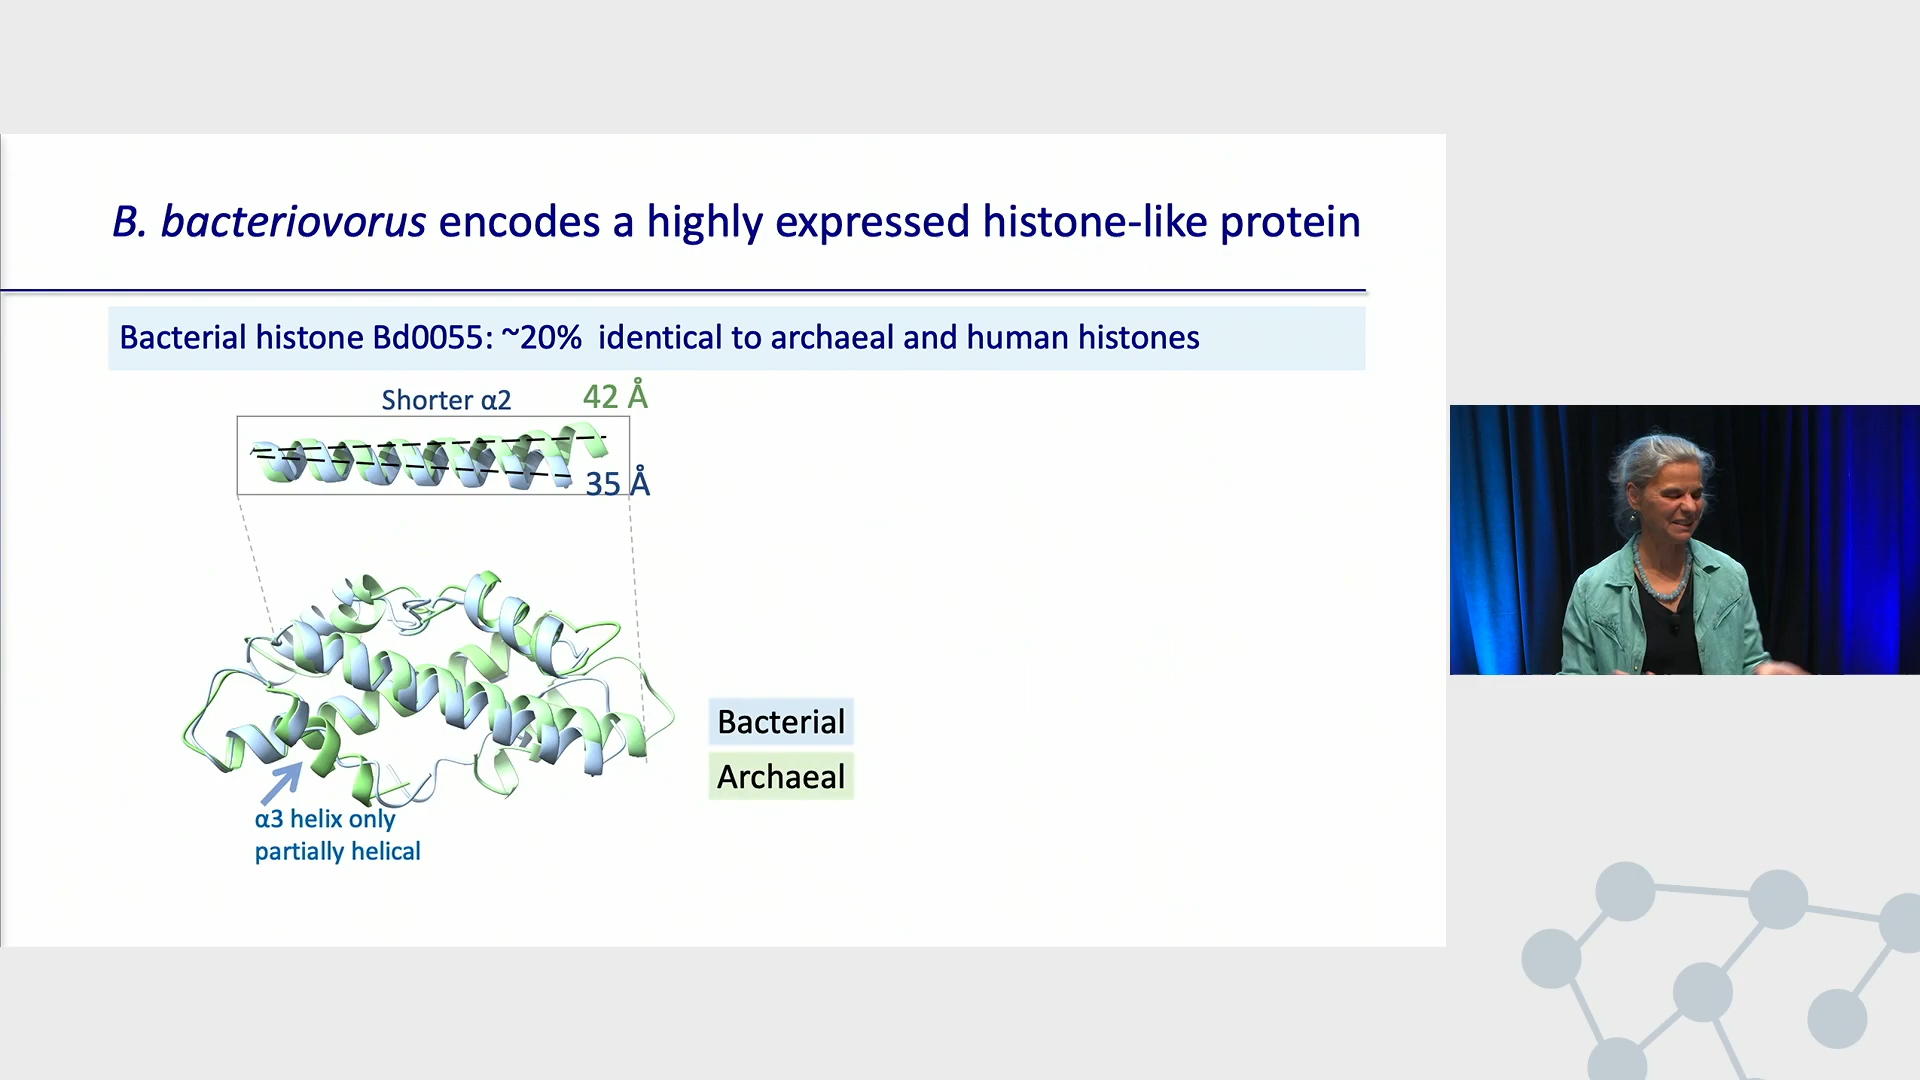 B. bacteriovorus encodes a highly expressed histone-like protein
Bacterial histone Bd0055: ~20%  identical to archaeal and human histones
Shorter α2
42 Å
35 Å
Bacterial
Archaeal
α3 helix only
partially helical